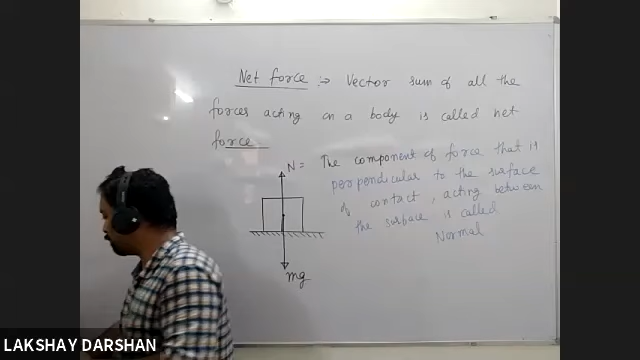 Net force :→ Vector sum of all the
forces acting on a body is called net
force
N = The component of force that is
perpendicular to the surface
of contact, acting between
the surface is called
Normal
mg
LAKSHAY DARSHAN